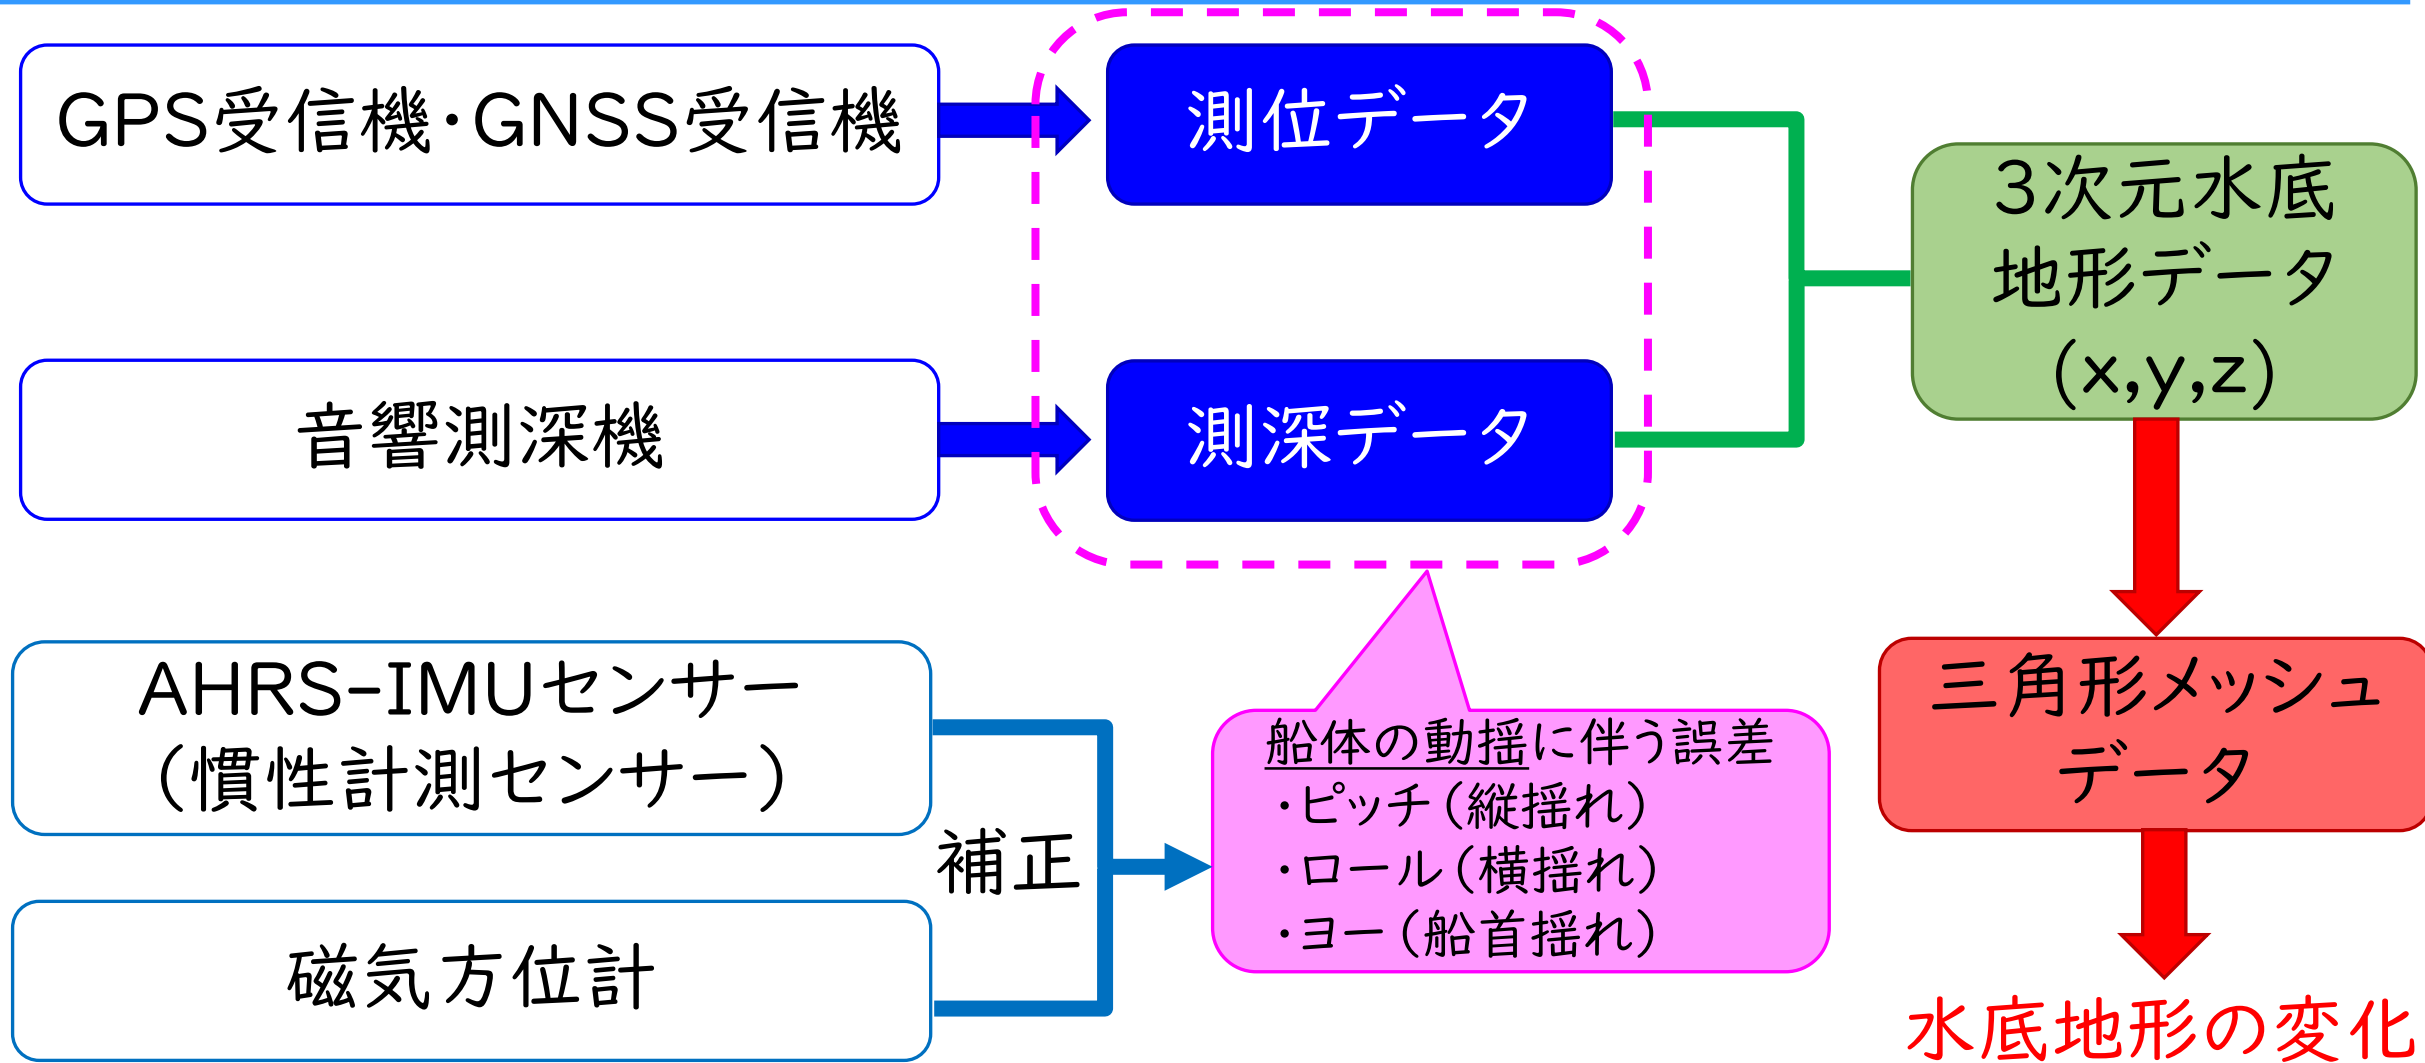 GPS受信機・GNSS受信機
測位データ
音響測深機
測深データ
3次元水底
地形データ
(x,y,z)
AHRS-IMUセンサー
(慣性計測センサー)
磁気方位計
補正
船体の動揺に伴う誤差
・ピッチ(縦揺れ)
・ロール(横揺れ)
・ヨー(船首揺れ)
三角形メッシュ
データ
水底地形の変化